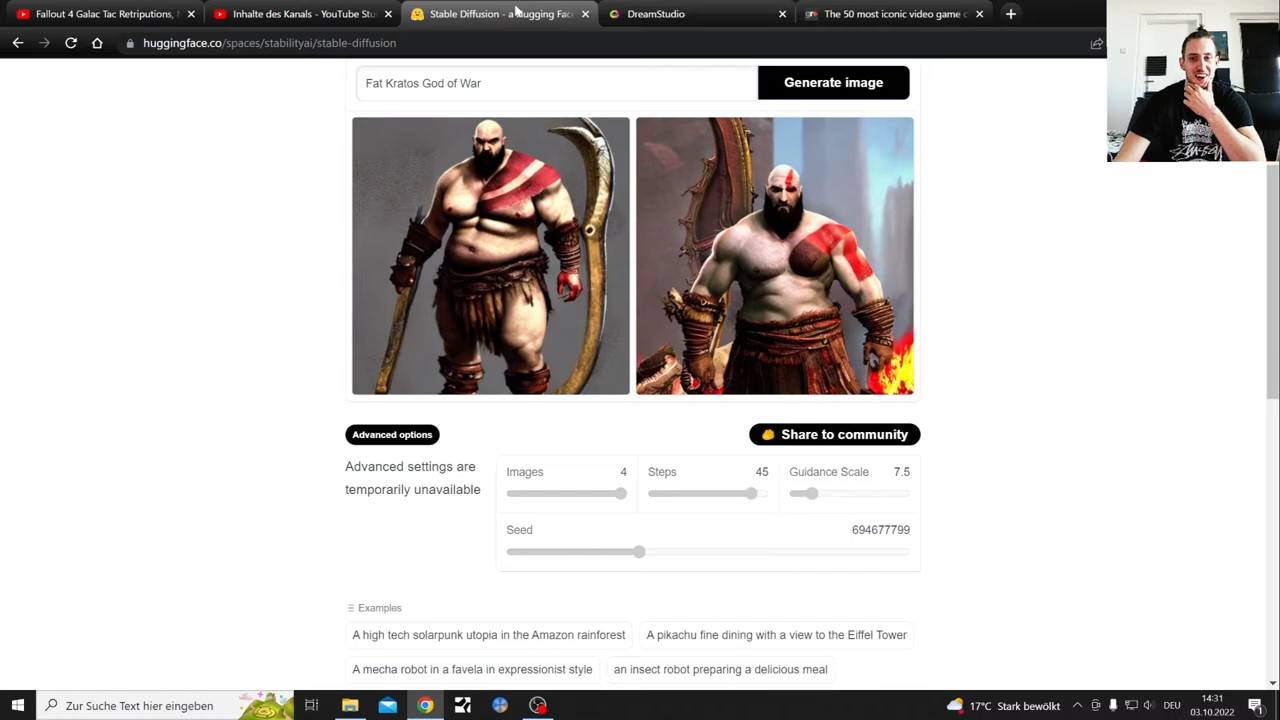 Fallout 4 Galac Tac Retriputions,
Inhalte des Kanals - YouTube Stu
Stable Diffusion - a Hugging Face
DreamStudio
The 50 most iconic video game c
huggingface.co/spaces/stabilityai/stable-diffusion
Fat Kratos God of War
Generate image
Advanced options
Share to community
Advanced settings are
temporarily unavailable
Images 4
Steps 45
Guidance Scale 7.5
Seed 694677799
Examples
A high tech solarpunk utopia in the Amazon rainforest
A pikachu fine dining with a view to the Eiffel Tower
A mecha robot in a favela in expressionist style
an insect robot preparing a delicious meal
Zur Suche Text hier eingeben
17°C Stark bewölkt
DEU
14:31
03.10.2022
1